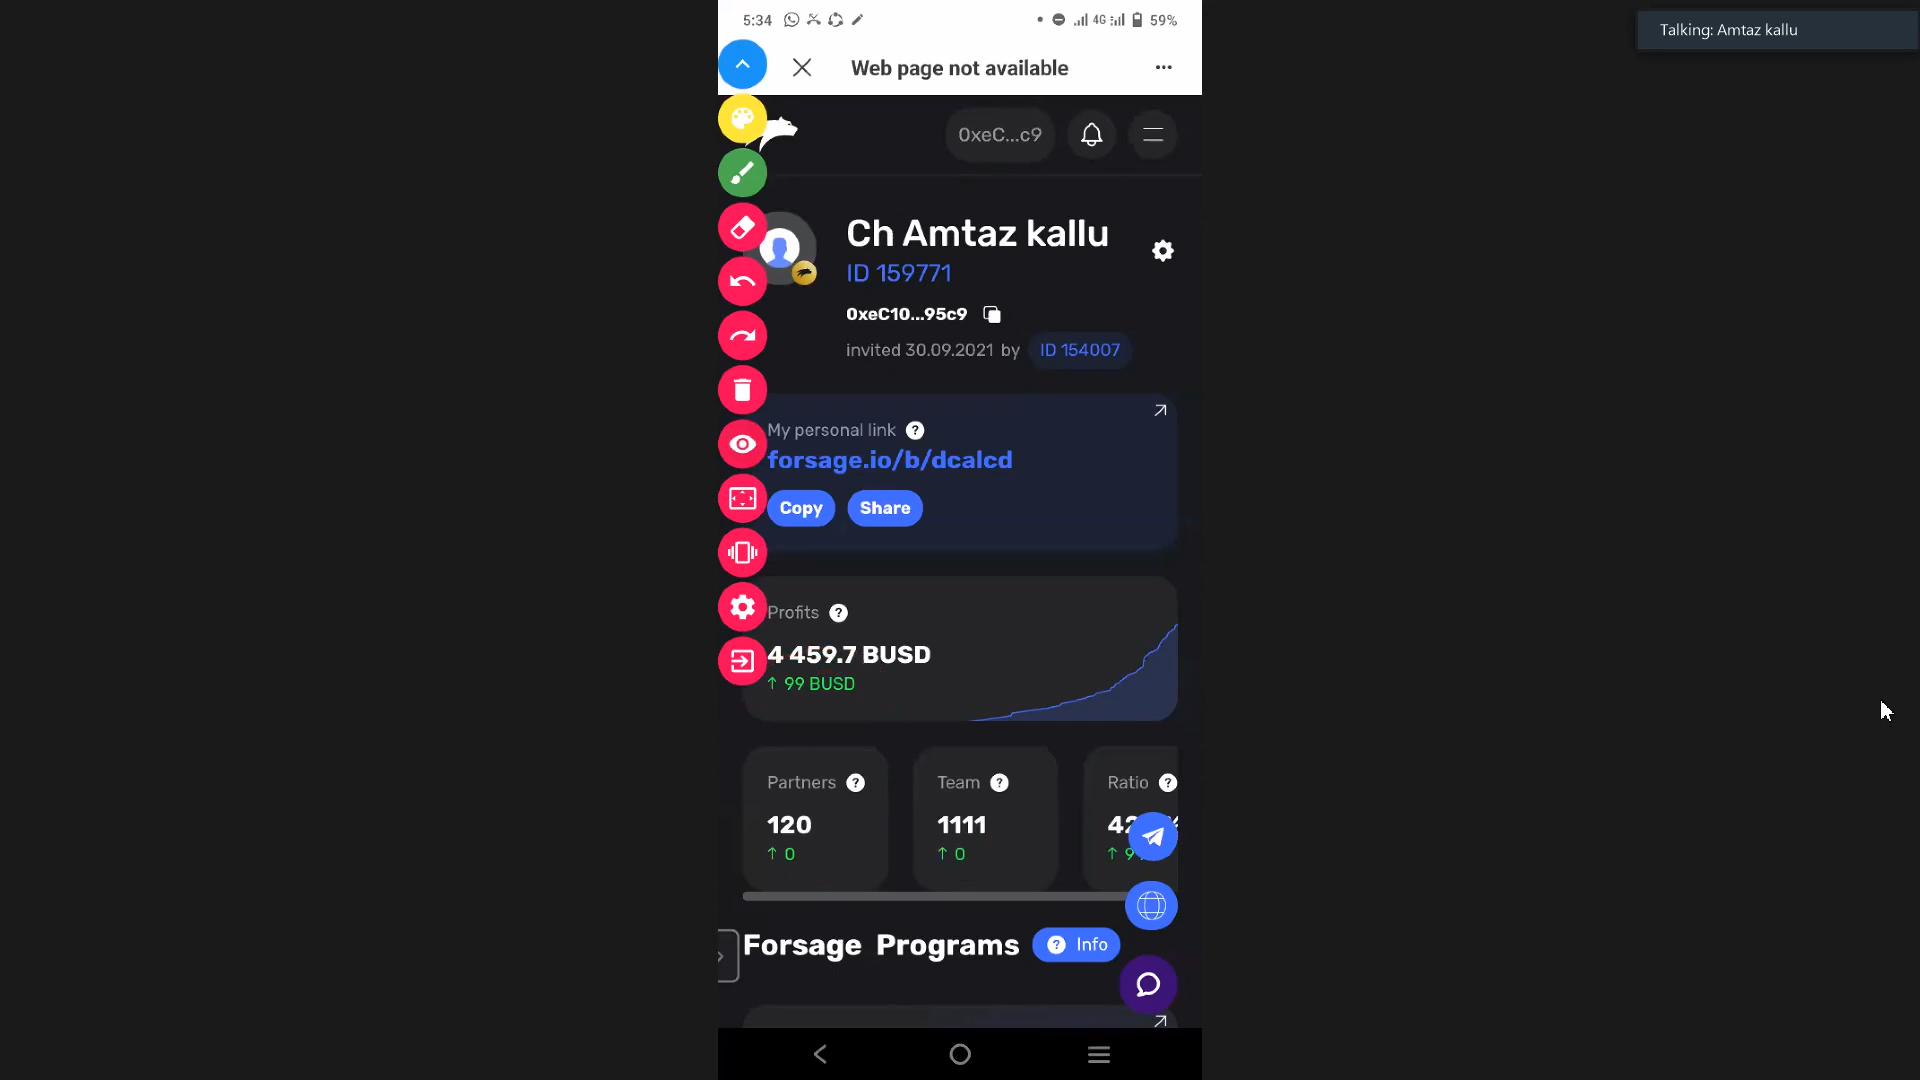 5:34
4G
59%
Talking: Amtaz kallu
Web page not available
0xeC...c9
Ch Amtaz kallu
ID 159771
0xeC10...95c9
invited 30.09.2021 by ID 154007
My personal link ?
forsage.io/b/dcalcd
Copy Share
Profits ?
4 459.7 BUSD
↑ 99 BUSD
Partners ? Team ? Ratio ?
120 1111
↑ 0 ↑ 0
Forsage Programs ? Info